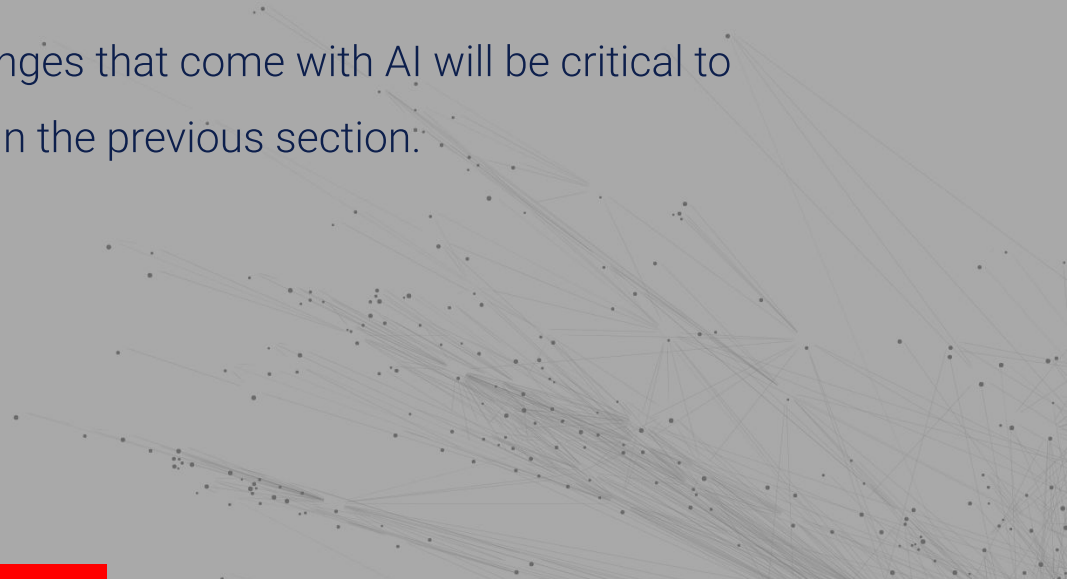 nges that come with AI will be critical to
n the previous section.